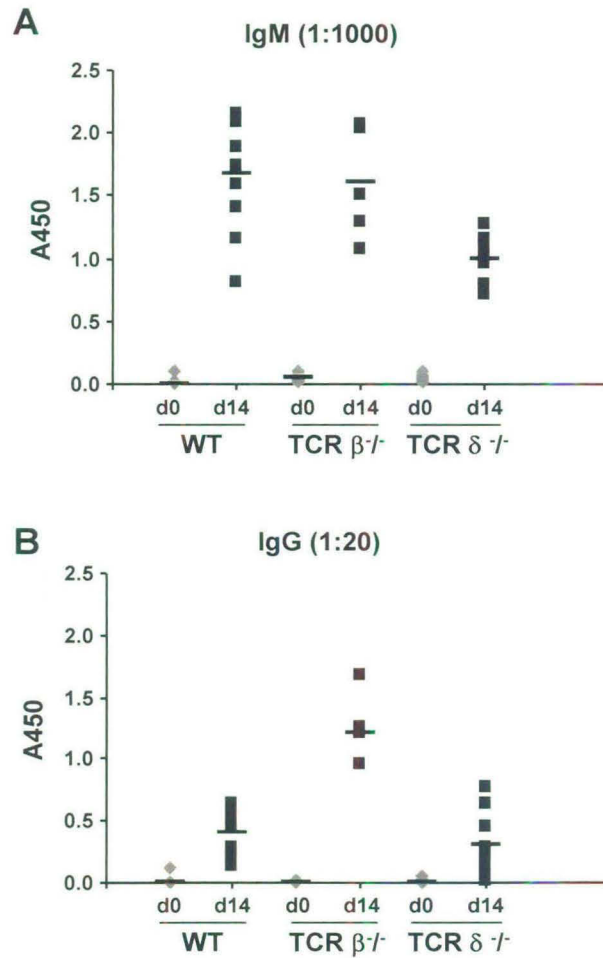 A
IgM (1:1000)
2.5
2.0
1.5
1.0
0.5
0.0
A450
d0 d14 d0 d14 d0 d14
WT TCR β-/- TCR δ -/-
B
IgG (1:20)
2.5
2.0
1.5
1.0
0.5
0.0
A450
d0 d14 d0 d14 d0 d14
WT TCR β-/- TCR δ -/-